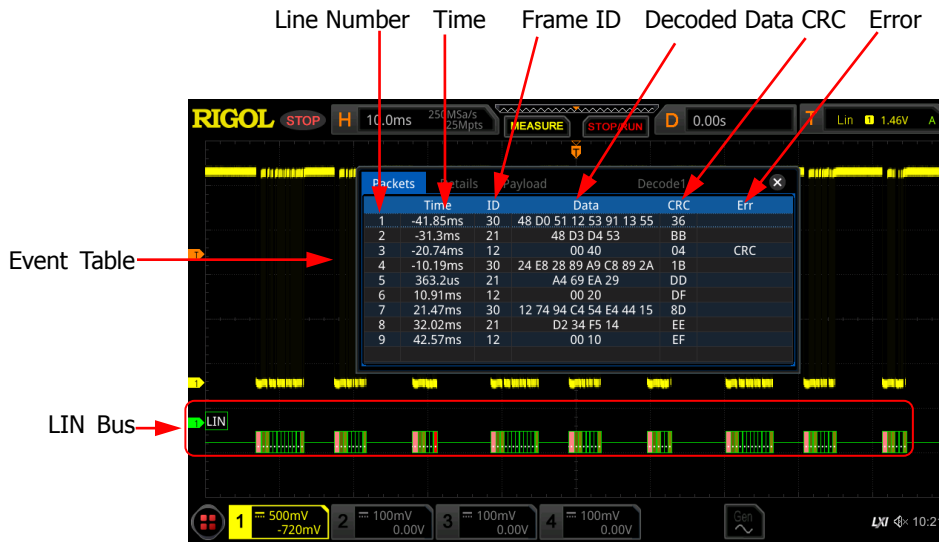 Line Number Time Frame ID Decoded Data CRC Error
RIGOL STOP H 10.0ms 250MSa/s 25Mpts MEASURE STOP/RUN D 0.00s T Lin 1 1.46V A
T
Packets Details Payload Decode1
Time ID Data CRC Err
1 -41.85ms 30 48 D0 51 12 53 91 13 55 36
2 -31.3ms 21 48 D3 D4 53 BB
3 -20.74ms 12 00 40 04 CRC
4 -10.19ms 30 24 E8 28 89 A9 C8 89 2A 1B
5 363.2us 21 A4 69 EA 29 DD
6 10.91ms 12 00 20 DF
7 21.47ms 30 12 74 94 C4 54 E4 44 15 8D
8 32.02ms 21 D2 34 F5 14 EE
9 42.57ms 12 00 10 EF
T
Event Table
1
1 LIN
LIN Bus
1 500mV -720mV 2 100mV 0.00V 3 100mV 0.00V 4 100mV 0.00V Gen LXI 10:2